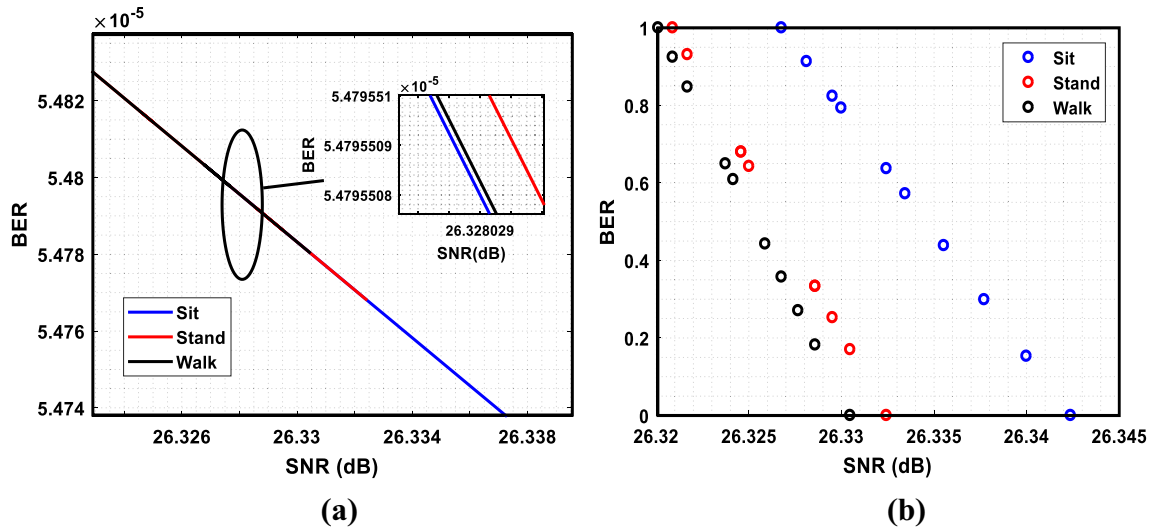 ×10⁻⁵
5.482
5.48
5.478
5.476
5.474
BER
26.326
26.33
26.334
26.338
SNR (dB)
Sit
Stand
Walk
×10⁻⁵
5.479551
5.4795509
5.4795508
BER
26.328029
SNR(dB)
(a)
1
0.8
0.6
0.4
0.2
0
BER
26.32
26.325
26.33
26.335
26.34
26.345
SNR (dB)
Sit
Stand
Walk
(b)